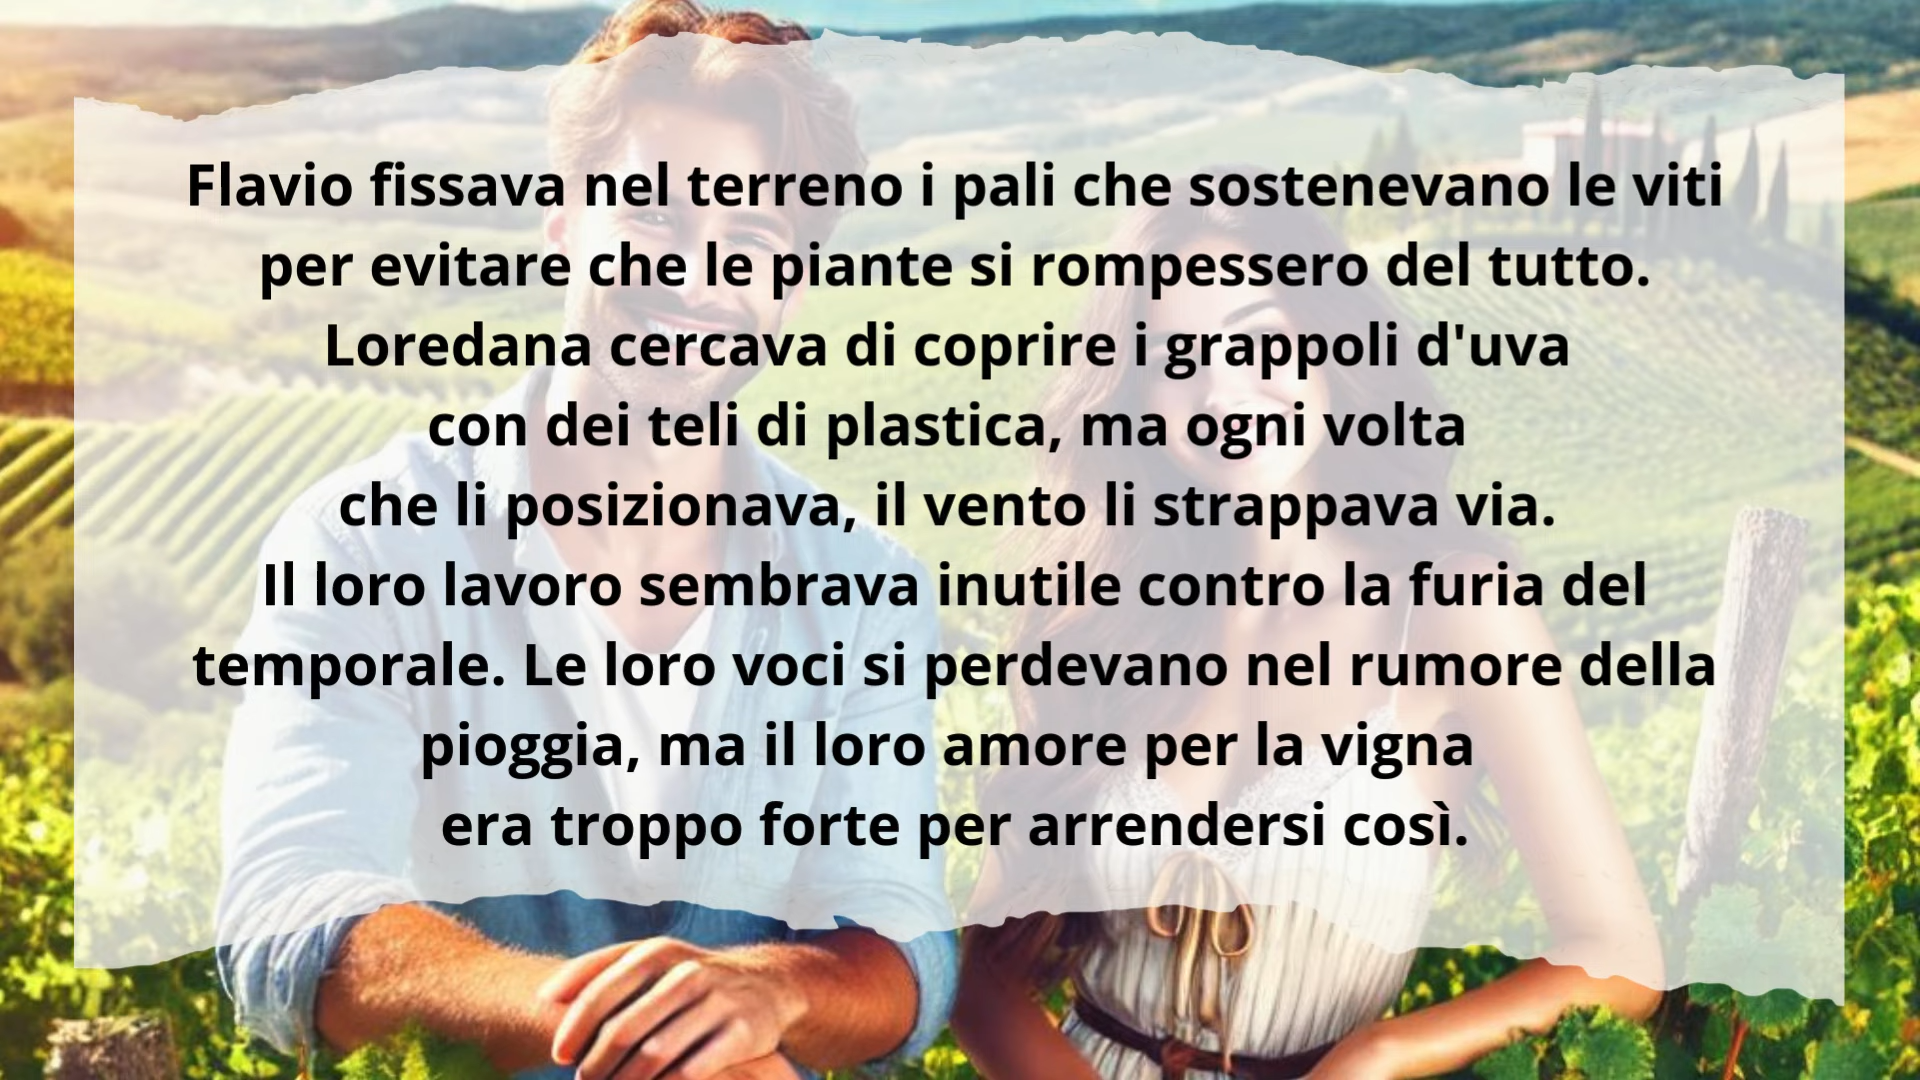 Flavio fissava nel terreno i pali che sostenevano le viti
per evitare che le piante si rompessero del tutto.
Loredana cercava di coprire i grappoli d'uva
con dei teli di plastica, ma ogni volta
che li posizionava, il vento li strappava via.
Il loro lavoro sembrava inutile contro la furia del
temporale. Le loro voci si perdevano nel rumore della
pioggia, ma il loro amore per la vigna
era troppo forte per arrendersi così.